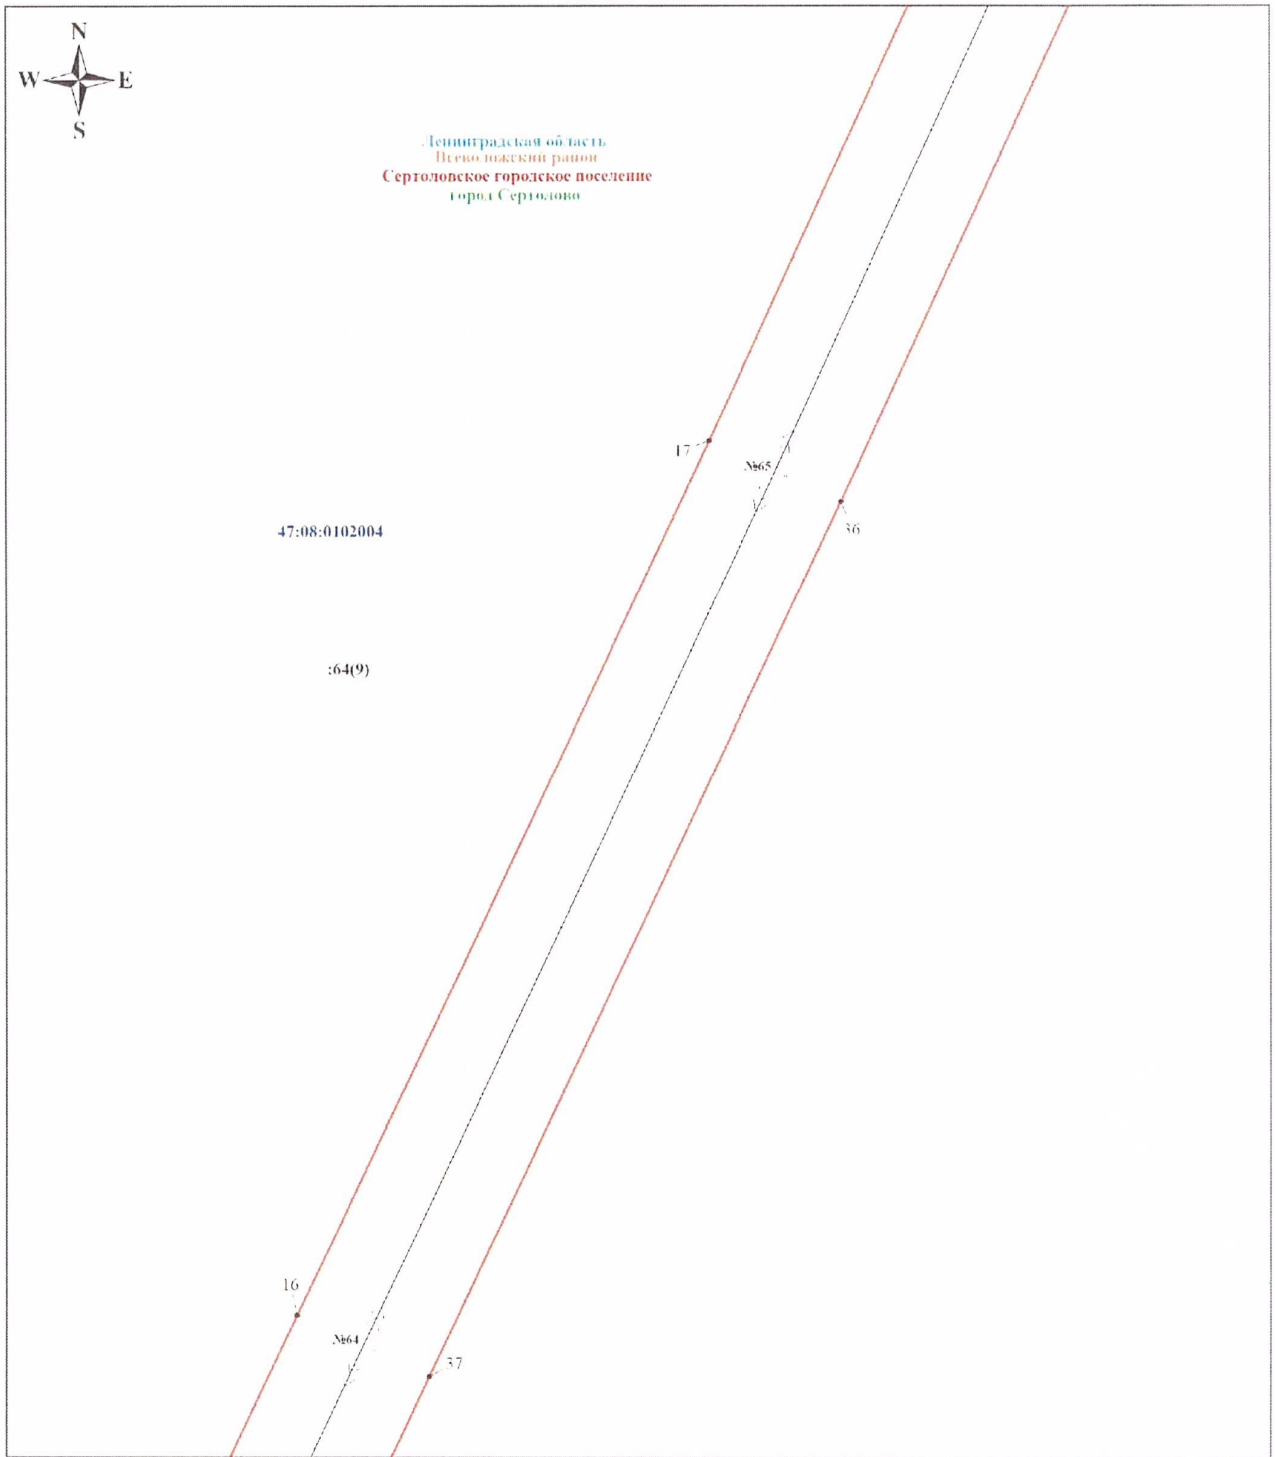 N
W E
S
Ленинградская область
Всеволожский район
Сертоловское городское поселение
город Сертолово
17
№65
36
47:08:0102004
:64(9)
16
№64
37